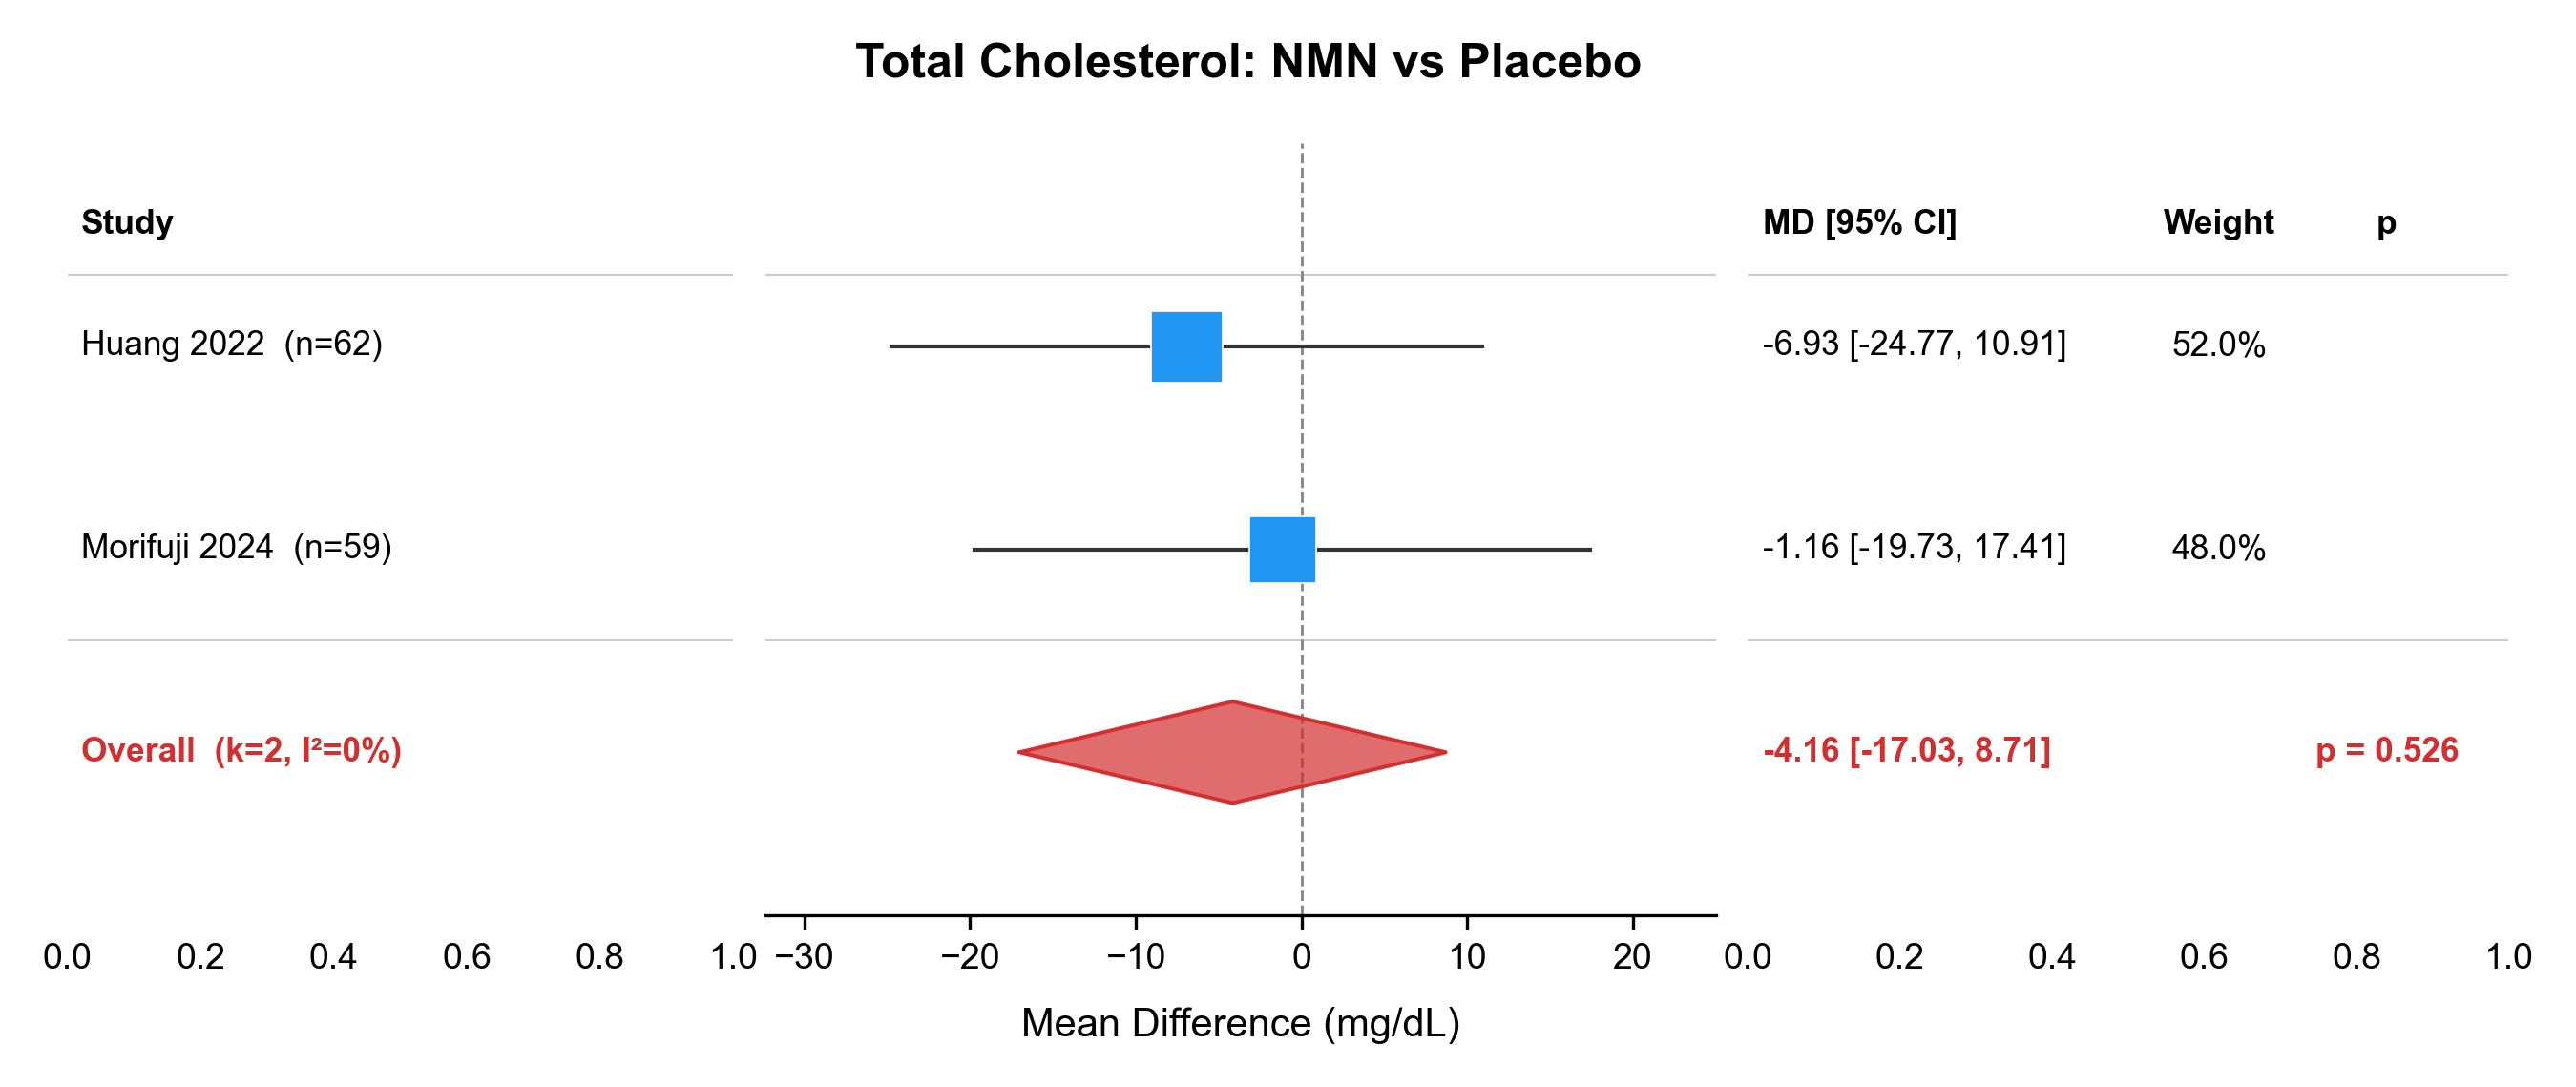 Total Cholesterol: NMN vs Placebo
Study MD [95% CI] Weight p
Huang 2022 (n=62) -6.93 [-24.77, 10.91] 52.0%
Morifuji 2024 (n=59) -1.16 [-19.73, 17.41] 48.0%
Overall (k=2, I²=0%) -4.16 [-17.03, 8.71] p = 0.526
0.0 0.2 0.4 0.6 0.8 1.0 −30 −20 −10 0 10 20 0.0 0.2 0.4 0.6 0.8 1.0
Mean Difference (mg/dL)